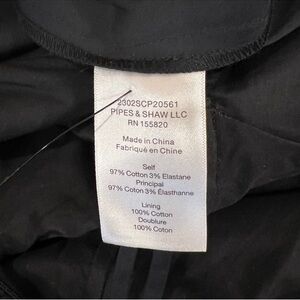 2302SCP20561
PIPES & SHAW LLC
RN 155820
Made in China
Fabriqué en Chine
Self
97% Cotton 3% Elastane
Principal
97% Coton 3% Élasthanne
Lining
100% Cotton
Doublure
100% Coton